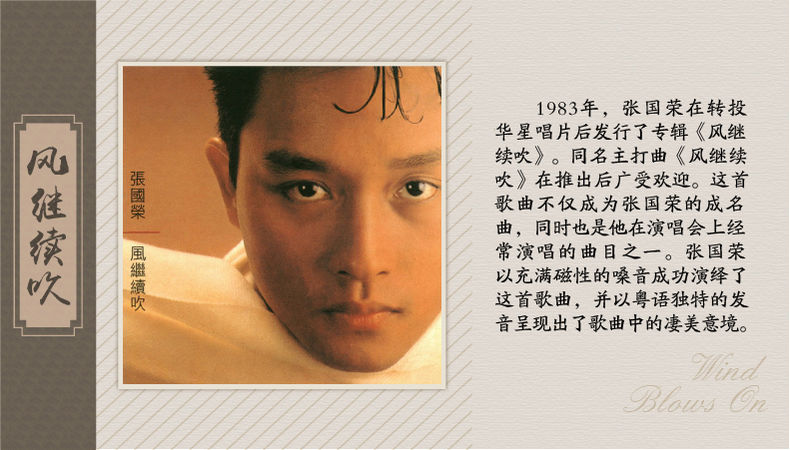 风继续吹
張國榮
風繼續吹
1983年，张国荣在转投
华星唱片后发行了专辑《风继
续吹》。同名主打曲《风继续
吹》在推出后广受欢迎。这首
歌曲不仅成为张国荣的成名
曲，同时也是他在演唱会上经
常演唱的曲目之一。张国荣
以充满磁性的嗓音成功演绎了
这首歌曲，并以粤语独特的发
音呈现出了歌曲中的凄美意境。
Wind
Blows On